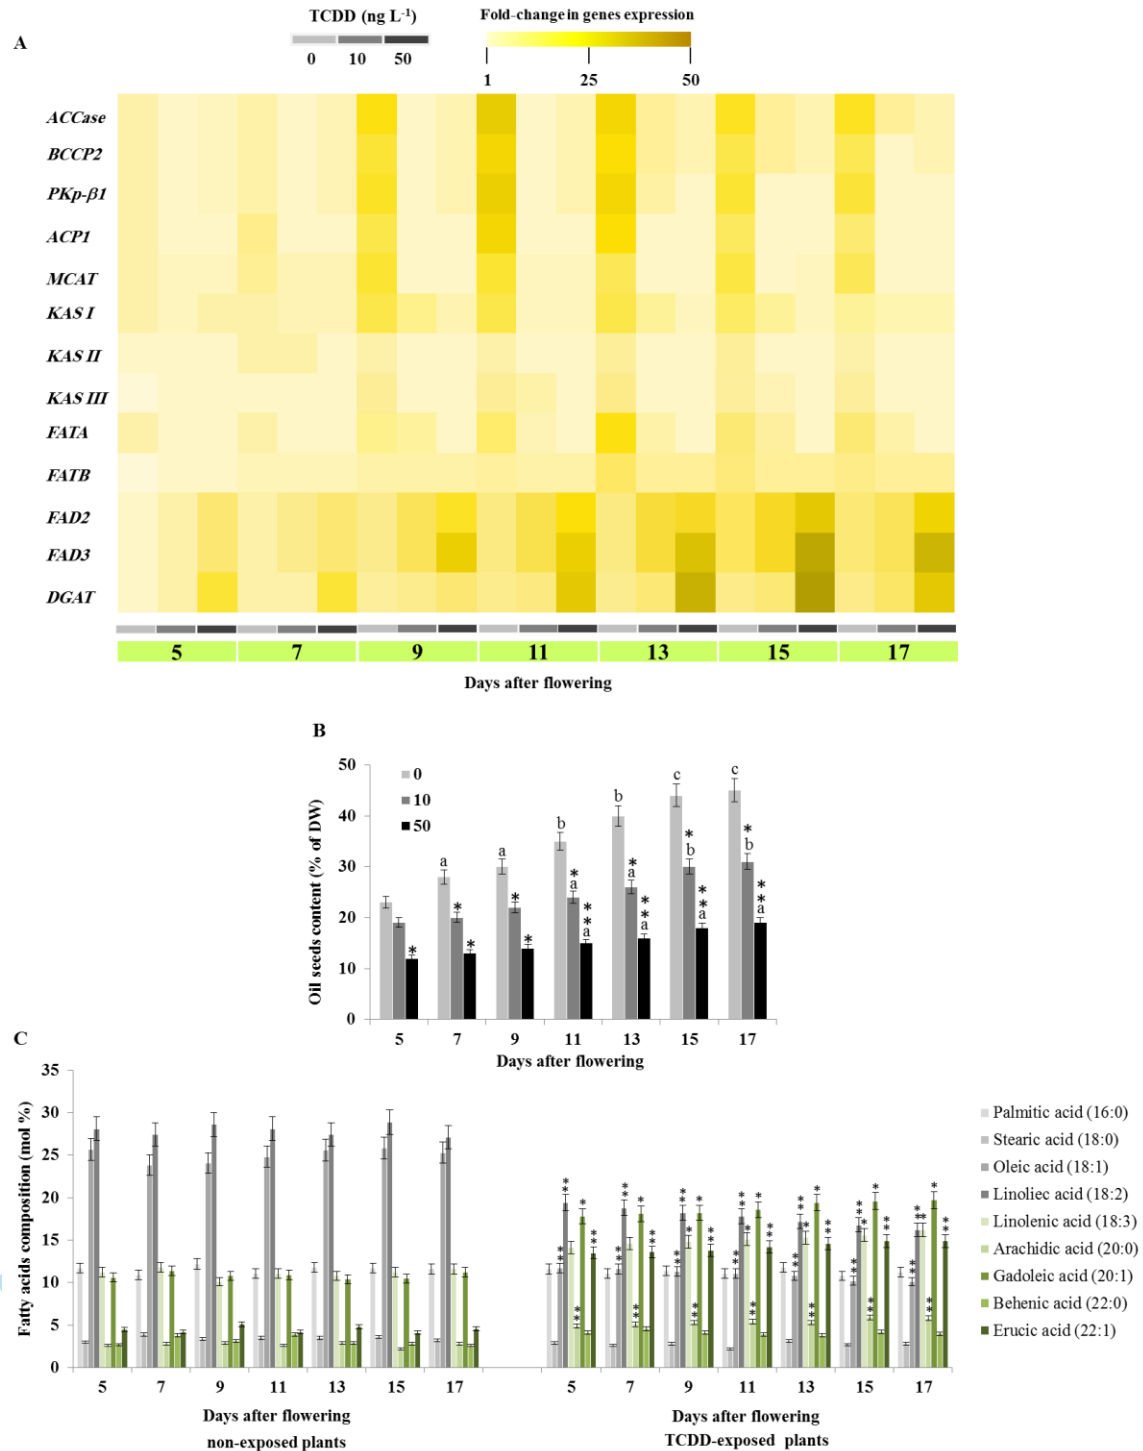 TCDD (ng L⁻¹)
Fold-change in genes expression
A
0 10 50
1 25 50
ACCase
BCCP2
PKp-β1
ACP1
MCAT
KAS I
KAS II
KAS III
FATA
FATB
FAD2
FAD3
DGAT
5 7 9 11 13 15 17
Days after flowering
B
Oil seeds content (% of DW)
50
40
30
20
10
0
0
10
50
a a b b c c
* * * a * a * b * b
* * * ** a ** a ** a ** a
5 7 9 11 13 15 17
Days after flowering
C
Fatty acids composition (mol %)
35
30
25
20
15
10
5
0
5 7 9 11 13 15 17
Days after flowering
non-exposed plants
5 7 9 11 13 15 17
Days after flowering
TCDD-exposed plants
Palmitic acid (16:0)
Stearic acid (18:0)
Oleic acid (18:1)
Linoliec acid (18:2)
Linolenic acid (18:3)
Arachidic acid (20:0)
Gadoleic acid (20:1)
Behenic acid (22:0)
Erucic acid (22:1)